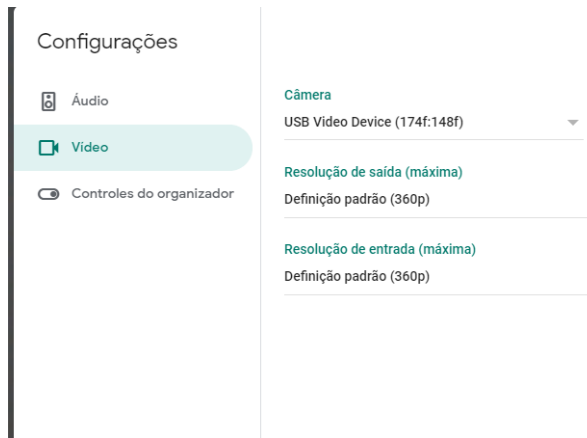 Configurações
Áudio
Vídeo
Controles do organizador
Câmera
USB Video Device (174f:148f)
Resolução de saída (máxima)
Definição padrão (360p)
Resolução de entrada (máxima)
Definição padrão (360p)